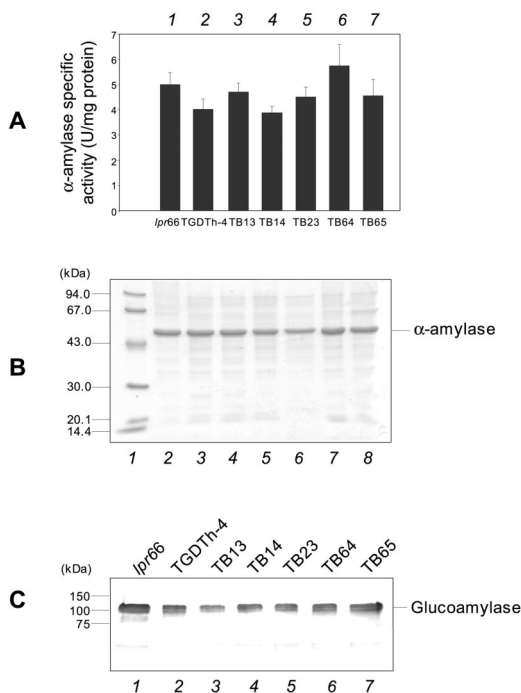 1 2 3 4 5 6 7
A
α-amylase specific
activity (U/mg protein)
7
6
5
4
3
2
1
0
lpr66 TGDTh-4 TB13 TB14 TB23 TB64 TB65
B
(kDa)
94.0
67.0
43.0
30.0
20.1
14.4
α-amylase
1 2 3 4 5 6 7 8
C
lpr66 TGDTh-4 TB13 TB14 TB23 TB64 TB65
(kDa)
150
100
75
Glucoamylase
1 2 3 4 5 6 7